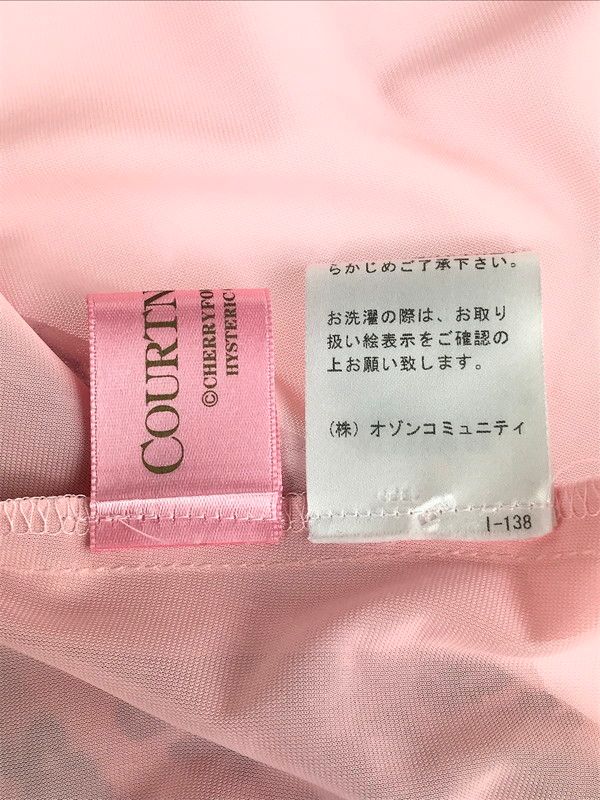 COURTN
©CHERRYFO
HYSTERIC
らかじめご了承下さい。
お洗濯の際は、お取り
扱い絵表示をご確認の
上お願い致します。
(株) オゾンコミュニティ
I-138